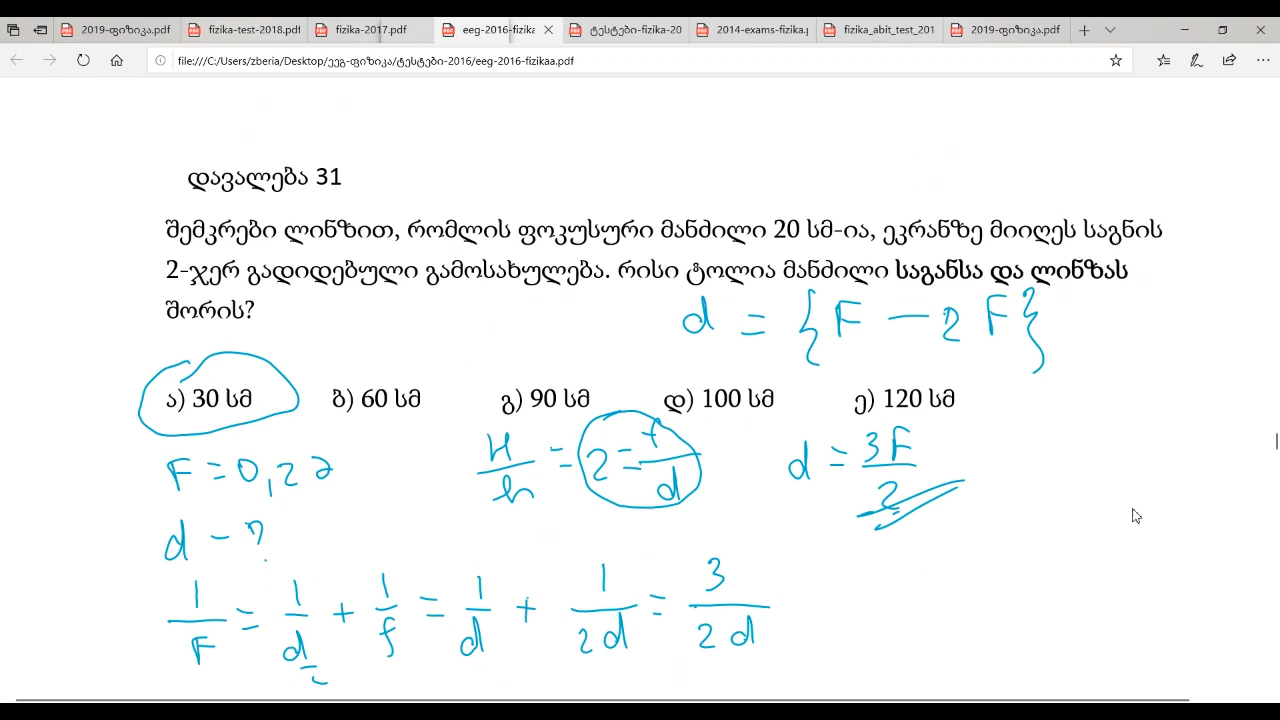 2019-ფიზიკა.pdf fizika-test-2018.pdf fizika-2017.pdf eeg-2016-fizikaa. ტესტები-fizika-20 2014-exams-fizika.p fizika_abit_test_201 2019-ფიზიკა.pdf
file:///C:/Users/zberia/Desktop/ეეგ-ფიზიკა/ტესტები-2016/eeg-2016-fizikaa.pdf
დავალება 31
შემკრები ლინზით, რომლის ფოკუსური მანძილი 20 სმ-ია, ეკრანზე მიიღეს საგნის
2-ჯერ გადიდებული გამოსახულება. რისი ტოლია მანძილი საგანსა და ლინზას
შორის?
d = {F - 2F}
ა) 30 სმ ბ) 60 სმ გ) 90 სმ დ) 100 სმ ე) 120 სმ
F = 0,2 მ H/h = 2 = f/d d = 3F/2
d - ?
1/F = 1/d + 1/f = 1/d + 1/2d = 3/2d